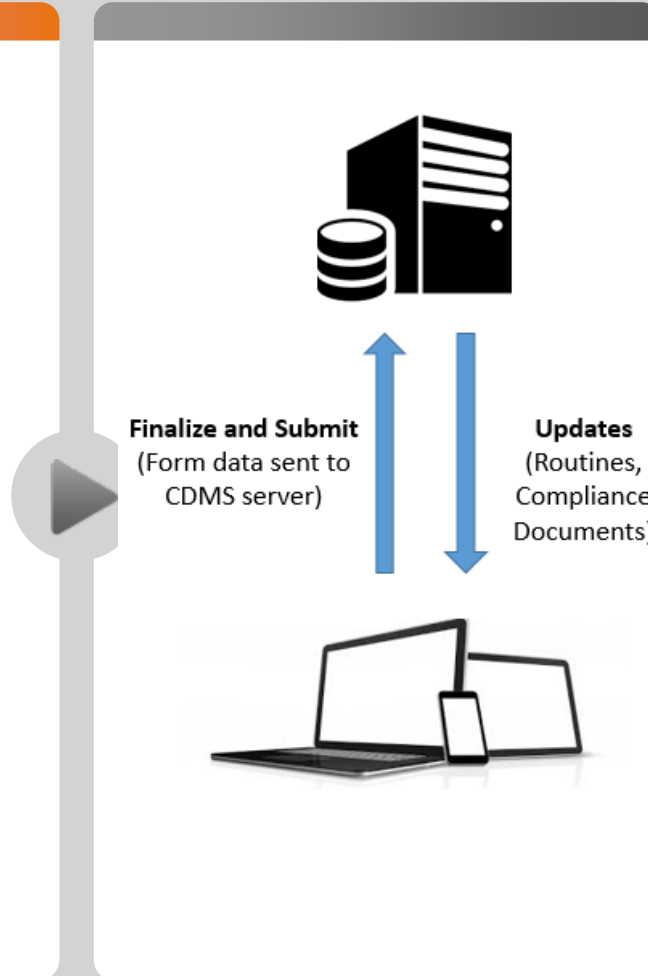 Finalize and Submit
(Form data sent to
CDMS server)
Updates
(Routines,
Compliance
Documents)